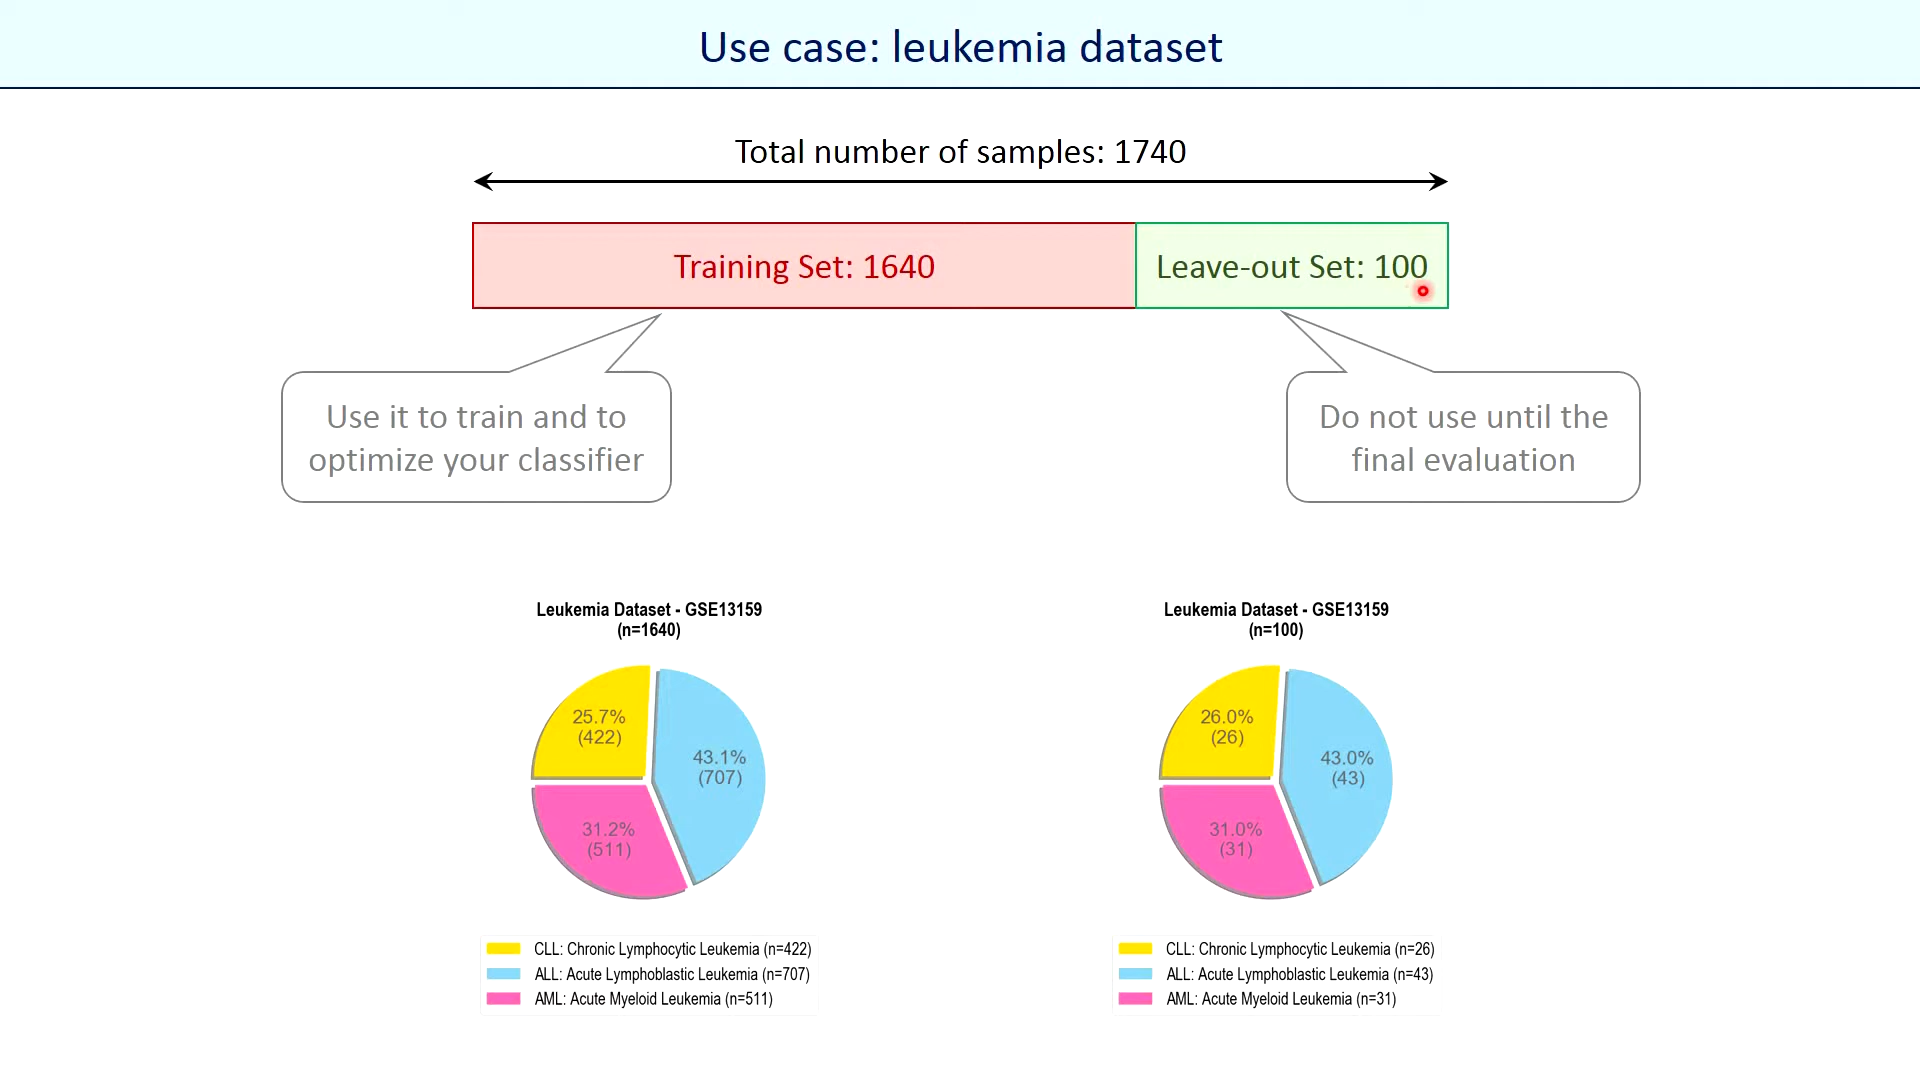 Use case: leukemia dataset
Total number of samples: 1740
Training Set: 1640
Leave-out Set: 100
Use it to train and to
optimize your classifier
Do not use until the
final evaluation
Leukemia Dataset - GSE13159
(n=1640)
25.7%
(422)
43.1%
(707)
31.2%
(511)
CLL: Chronic Lymphocytic Leukemia (n=422)
ALL: Acute Lymphoblastic Leukemia (n=707)
AML: Acute Myeloid Leukemia (n=511)
Leukemia Dataset - GSE13159
(n=100)
26.0%
(26)
43.0%
(43)
31.0%
(31)
CLL: Chronic Lymphocytic Leukemia (n=26)
ALL: Acute Lymphoblastic Leukemia (n=43)
AML: Acute Myeloid Leukemia (n=31)